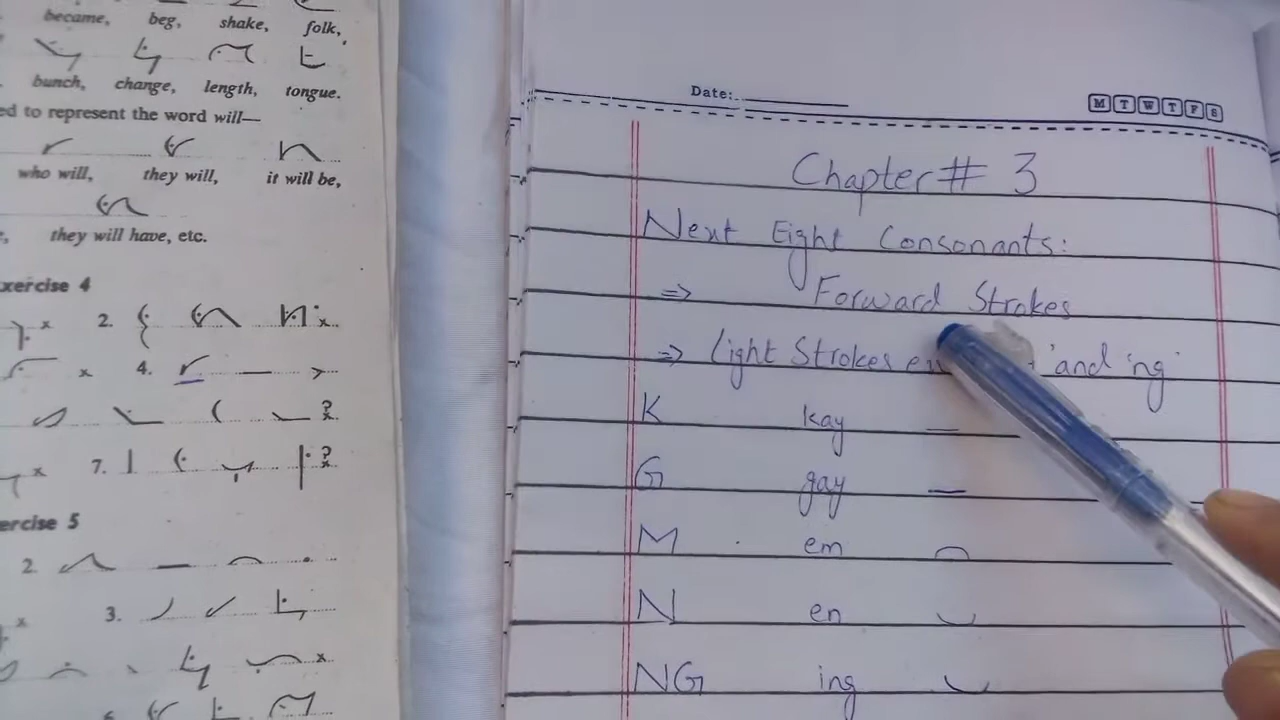 became, beg, shake, folk,
bunch, change, length, tongue.
ed to represent the word will—
who will, they will, it will be,
they will have, etc.
xercise 4
2.
4.
7.
ercise 5
2.
3.
6
Date:
M T W T F S
Chapter # 3
Next Eight Consonants:
=> Forward Strokes
=> Light Strokes 'and 'ng'
K kay
G gay
M em
N en
NG ing